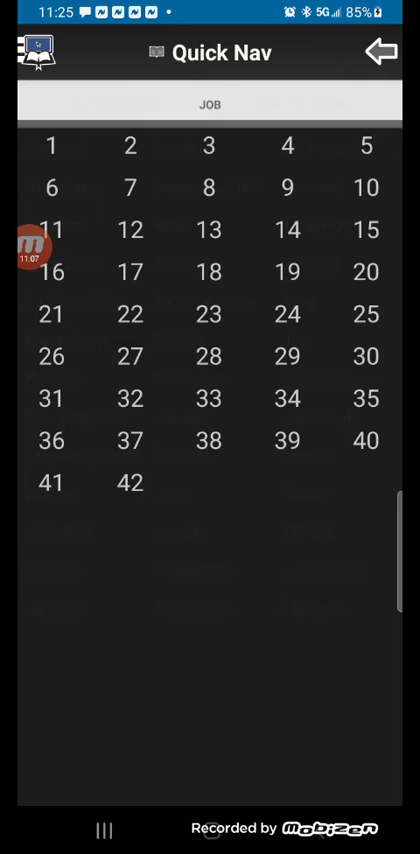 11:25 5G 85%
Quick Nav
JOB
1 2 3 4 5
6 7 8 9 10
11 12 13 14 15
m
11:07
16 17 18 19 20
21 22 23 24 25
26 27 28 29 30
31 32 33 34 35
36 37 38 39 40
41 42
Recorded by mobizen